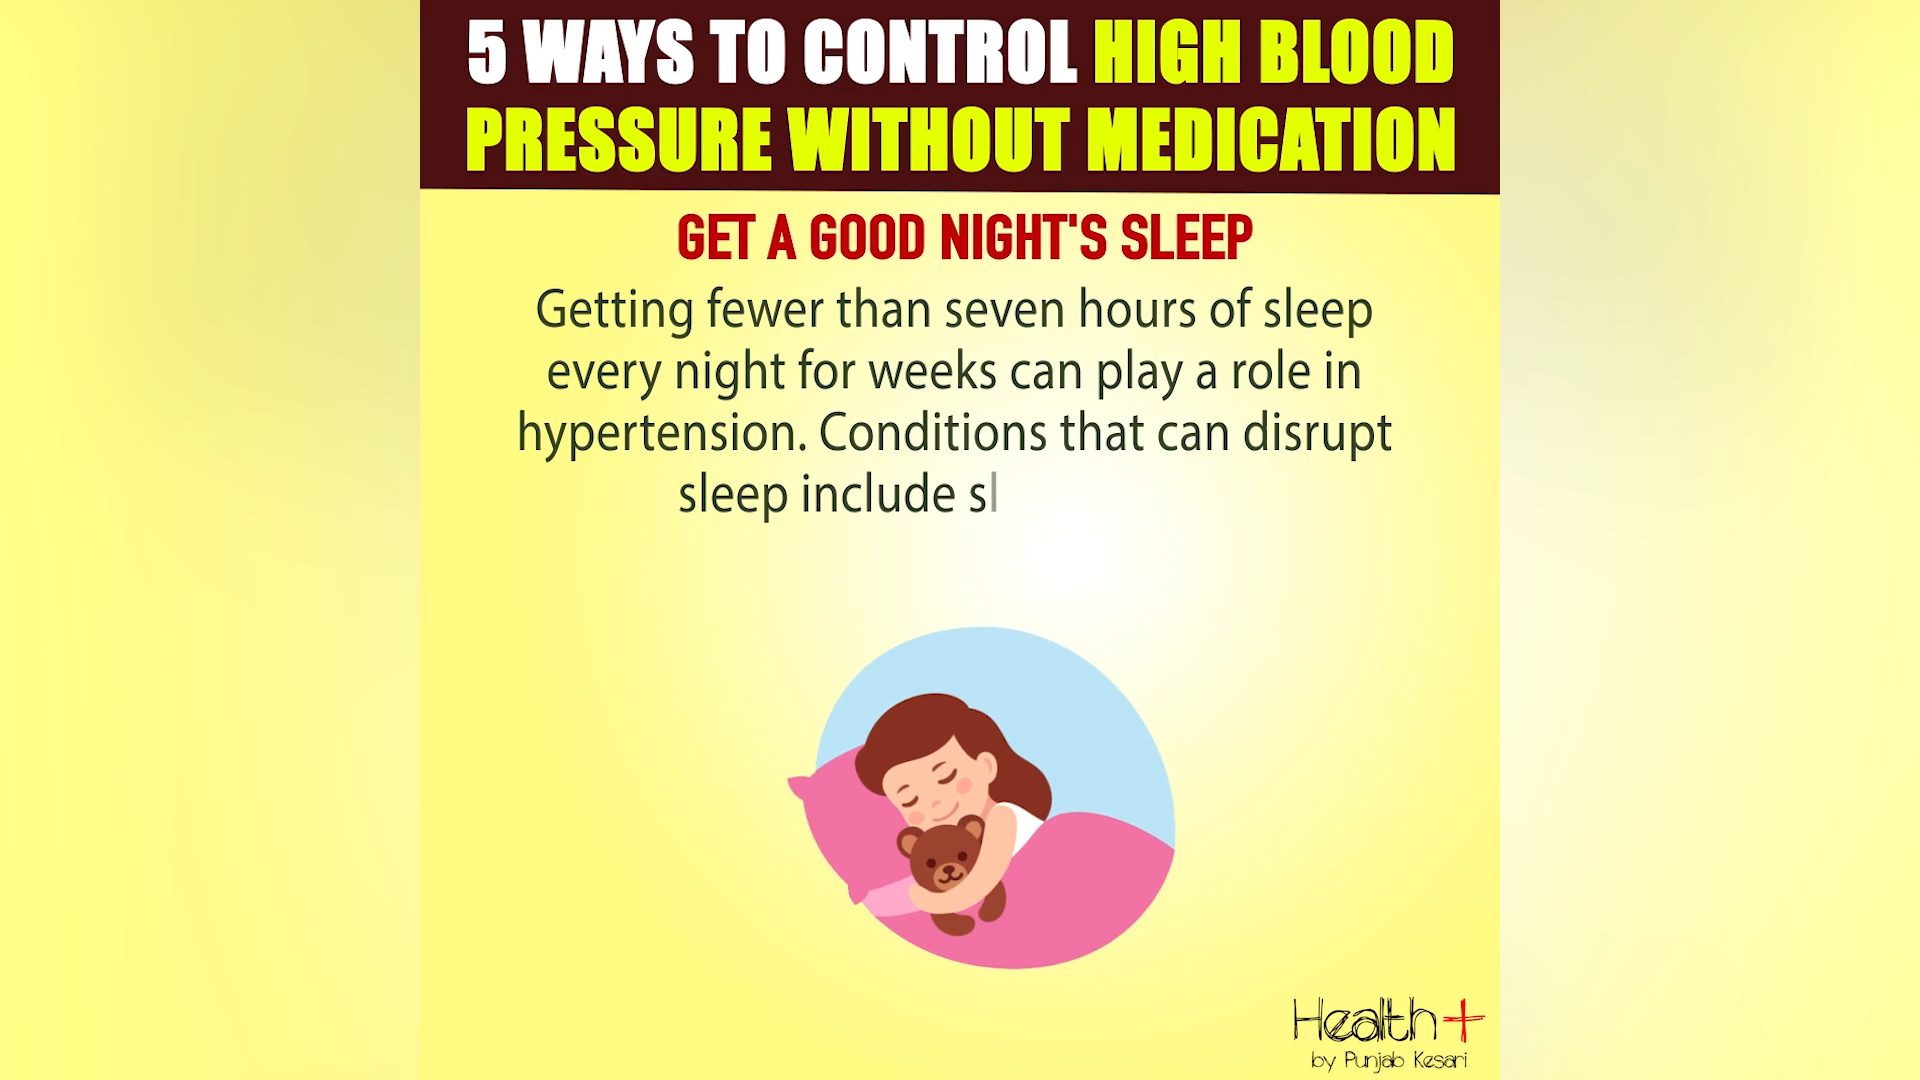 5 WAYS TO CONTROL HIGH BLOOD
PRESSURE WITHOUT MEDICATION
GET A GOOD NIGHT'S SLEEP
Getting fewer than seven hours of sleep
every night for weeks can play a role in
hypertension. Conditions that can disrupt
sleep include sl
Health+
by Punjab Kesari